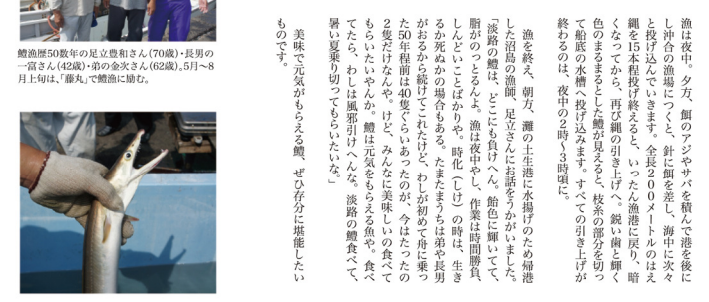 漁は夜中。夕方、餌のアジやサバを積んで港を後に
し沖合の漁場につくと、針に餌を差し、海中に次々
と投げ込んでいきます。全長200メートルのはえ
縄を15本程投げ終えると、いったん漁港に戻り、暗
くなってから、再び縄の引き上げへ。鋭い歯と輝く
色のまるまるとした鱧が見えると、枝糸の部分を切っ
て船底の水槽へ投げ込みます。すべての引き上げが
終わるのは、夜中の2時〜3時頃に。
漁を終え、朝方、灘の土生港に水揚げのため帰港
した沼島の漁師、足立さんにお話をうかがいました。
「淡路の鱧は、どこにも負けへん。飴色に輝いてて、
脂がのっとるんよ。漁は夜中やし、作業は時間勝負、
しんどいことばかりや。時化（しけ）の時は、生き
るか死ぬかの場合もある。たまたまうちは弟や長男
がおるから続けてこれたけど、わしが初めて舟に乗っ
た50年程前は40隻ぐらいあったのが、今はたったの
2隻だけなんや。けど、みんなに美味しいの食べて
もらいたいやんか。鱧は元気をもらえる魚や。食べ
てたら、わしは風邪引けへんな。淡路の鱧食べて、
暑い夏乗り切ってもらいたいな。」
美味で元気がもらえる鱧、ぜひ存分に堪能したい
ものです。
鱧漁歴50数年の足立豊和さん（70歳）・長男の
一富さん（42歳）・弟の金次さん（62歳）。5月〜8
月上旬は、「藤丸」で鱧漁に励む。